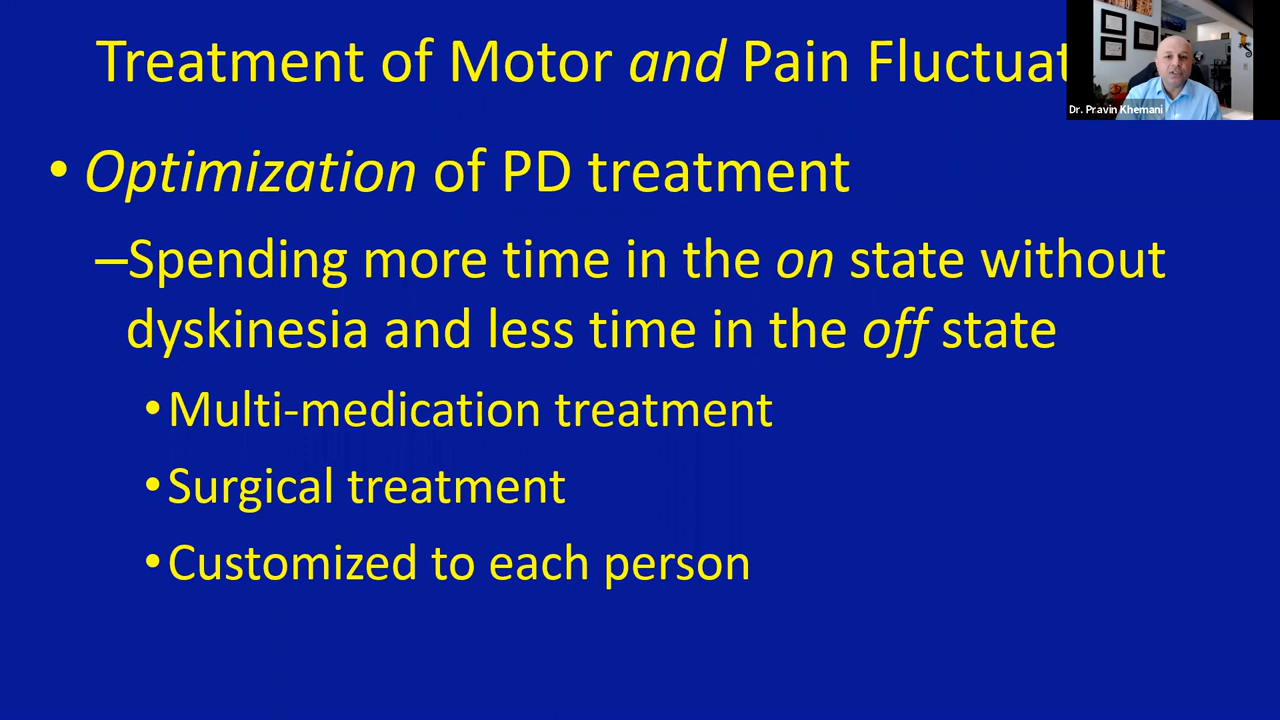 Treatment of Motor and Pain Fluctuat
Dr. Pravin Khemani
• Optimization of PD treatment
–Spending more time in the on state without
dyskinesia and less time in the off state
• Multi-medication treatment
• Surgical treatment
• Customized to each person